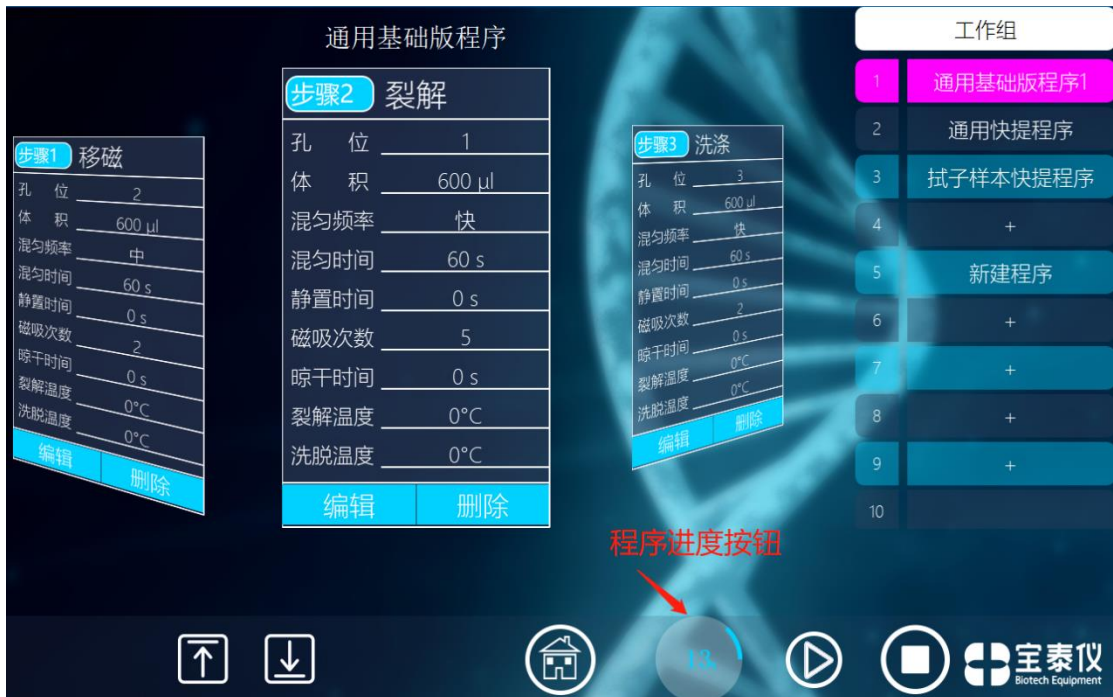 通用基础版程序
步骤1 移磁
孔 位 2
体 积 600 μl
混匀频率 中
混匀时间 60 s
静置时间 0 s
磁吸次数 2
晾干时间 0 s
裂解温度 0°C
洗脱温度 0°C
编辑 删除
步骤2 裂解
孔 位 1
体 积 600 μl
混匀频率 快
混匀时间 60 s
静置时间 0 s
磁吸次数 5
晾干时间 0 s
裂解温度 0°C
洗脱温度 0°C
编辑 删除
步骤3 洗涤
孔 位 3
体 积 600 μl
混匀频率 快
混匀时间 60 s
静置时间 0 s
磁吸次数 2
晾干时间 0 s
裂解温度 0°C
洗脱温度 0°C
编辑 删除
工作组
1 通用基础版程序1
2 通用快提程序
3 拭子样本快提程序
4 +
5 新建程序
6 +
7 +
8 +
9 +
10
程序进度按钮
宝泰仪
Biotech Equipment